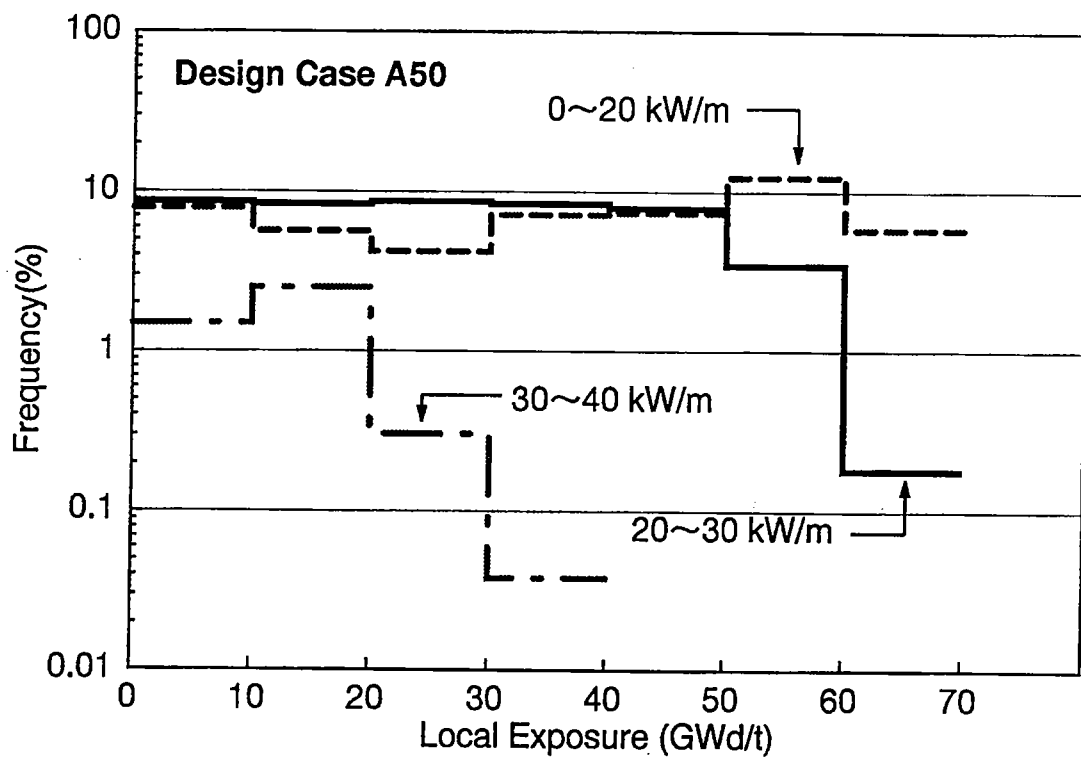 100
Design Case A50
0~20 kW/m
10
Frequency(%)
1
30~40 kW/m
0.1
20~30 kW/m
0.01
0 10 20 30 40 50 60 70
Local Exposure (GWd/t)